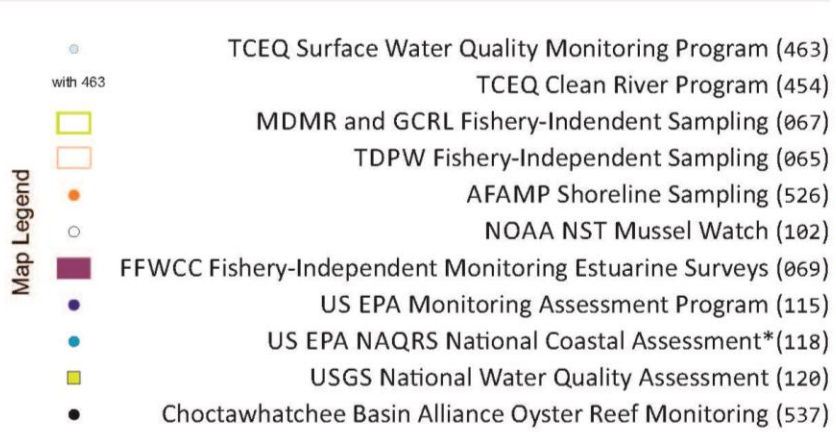 Map Legend
TCEQ Surface Water Quality Monitoring Program (463)
with 463 TCEQ Clean River Program (454)
MDMR and GCRL Fishery-Indendent Sampling (067)
TDPW Fishery-Independent Sampling (065)
AFAMP Shoreline Sampling (526)
NOAA NST Mussel Watch (102)
FFWCC Fishery-Independent Monitoring Estuarine Surveys (069)
US EPA Monitoring Assessment Program (115)
US EPA NAQRS National Coastal Assessment*(118)
USGS National Water Quality Assessment (120)
Choctawhatchee Basin Alliance Oyster Reef Monitoring (537)